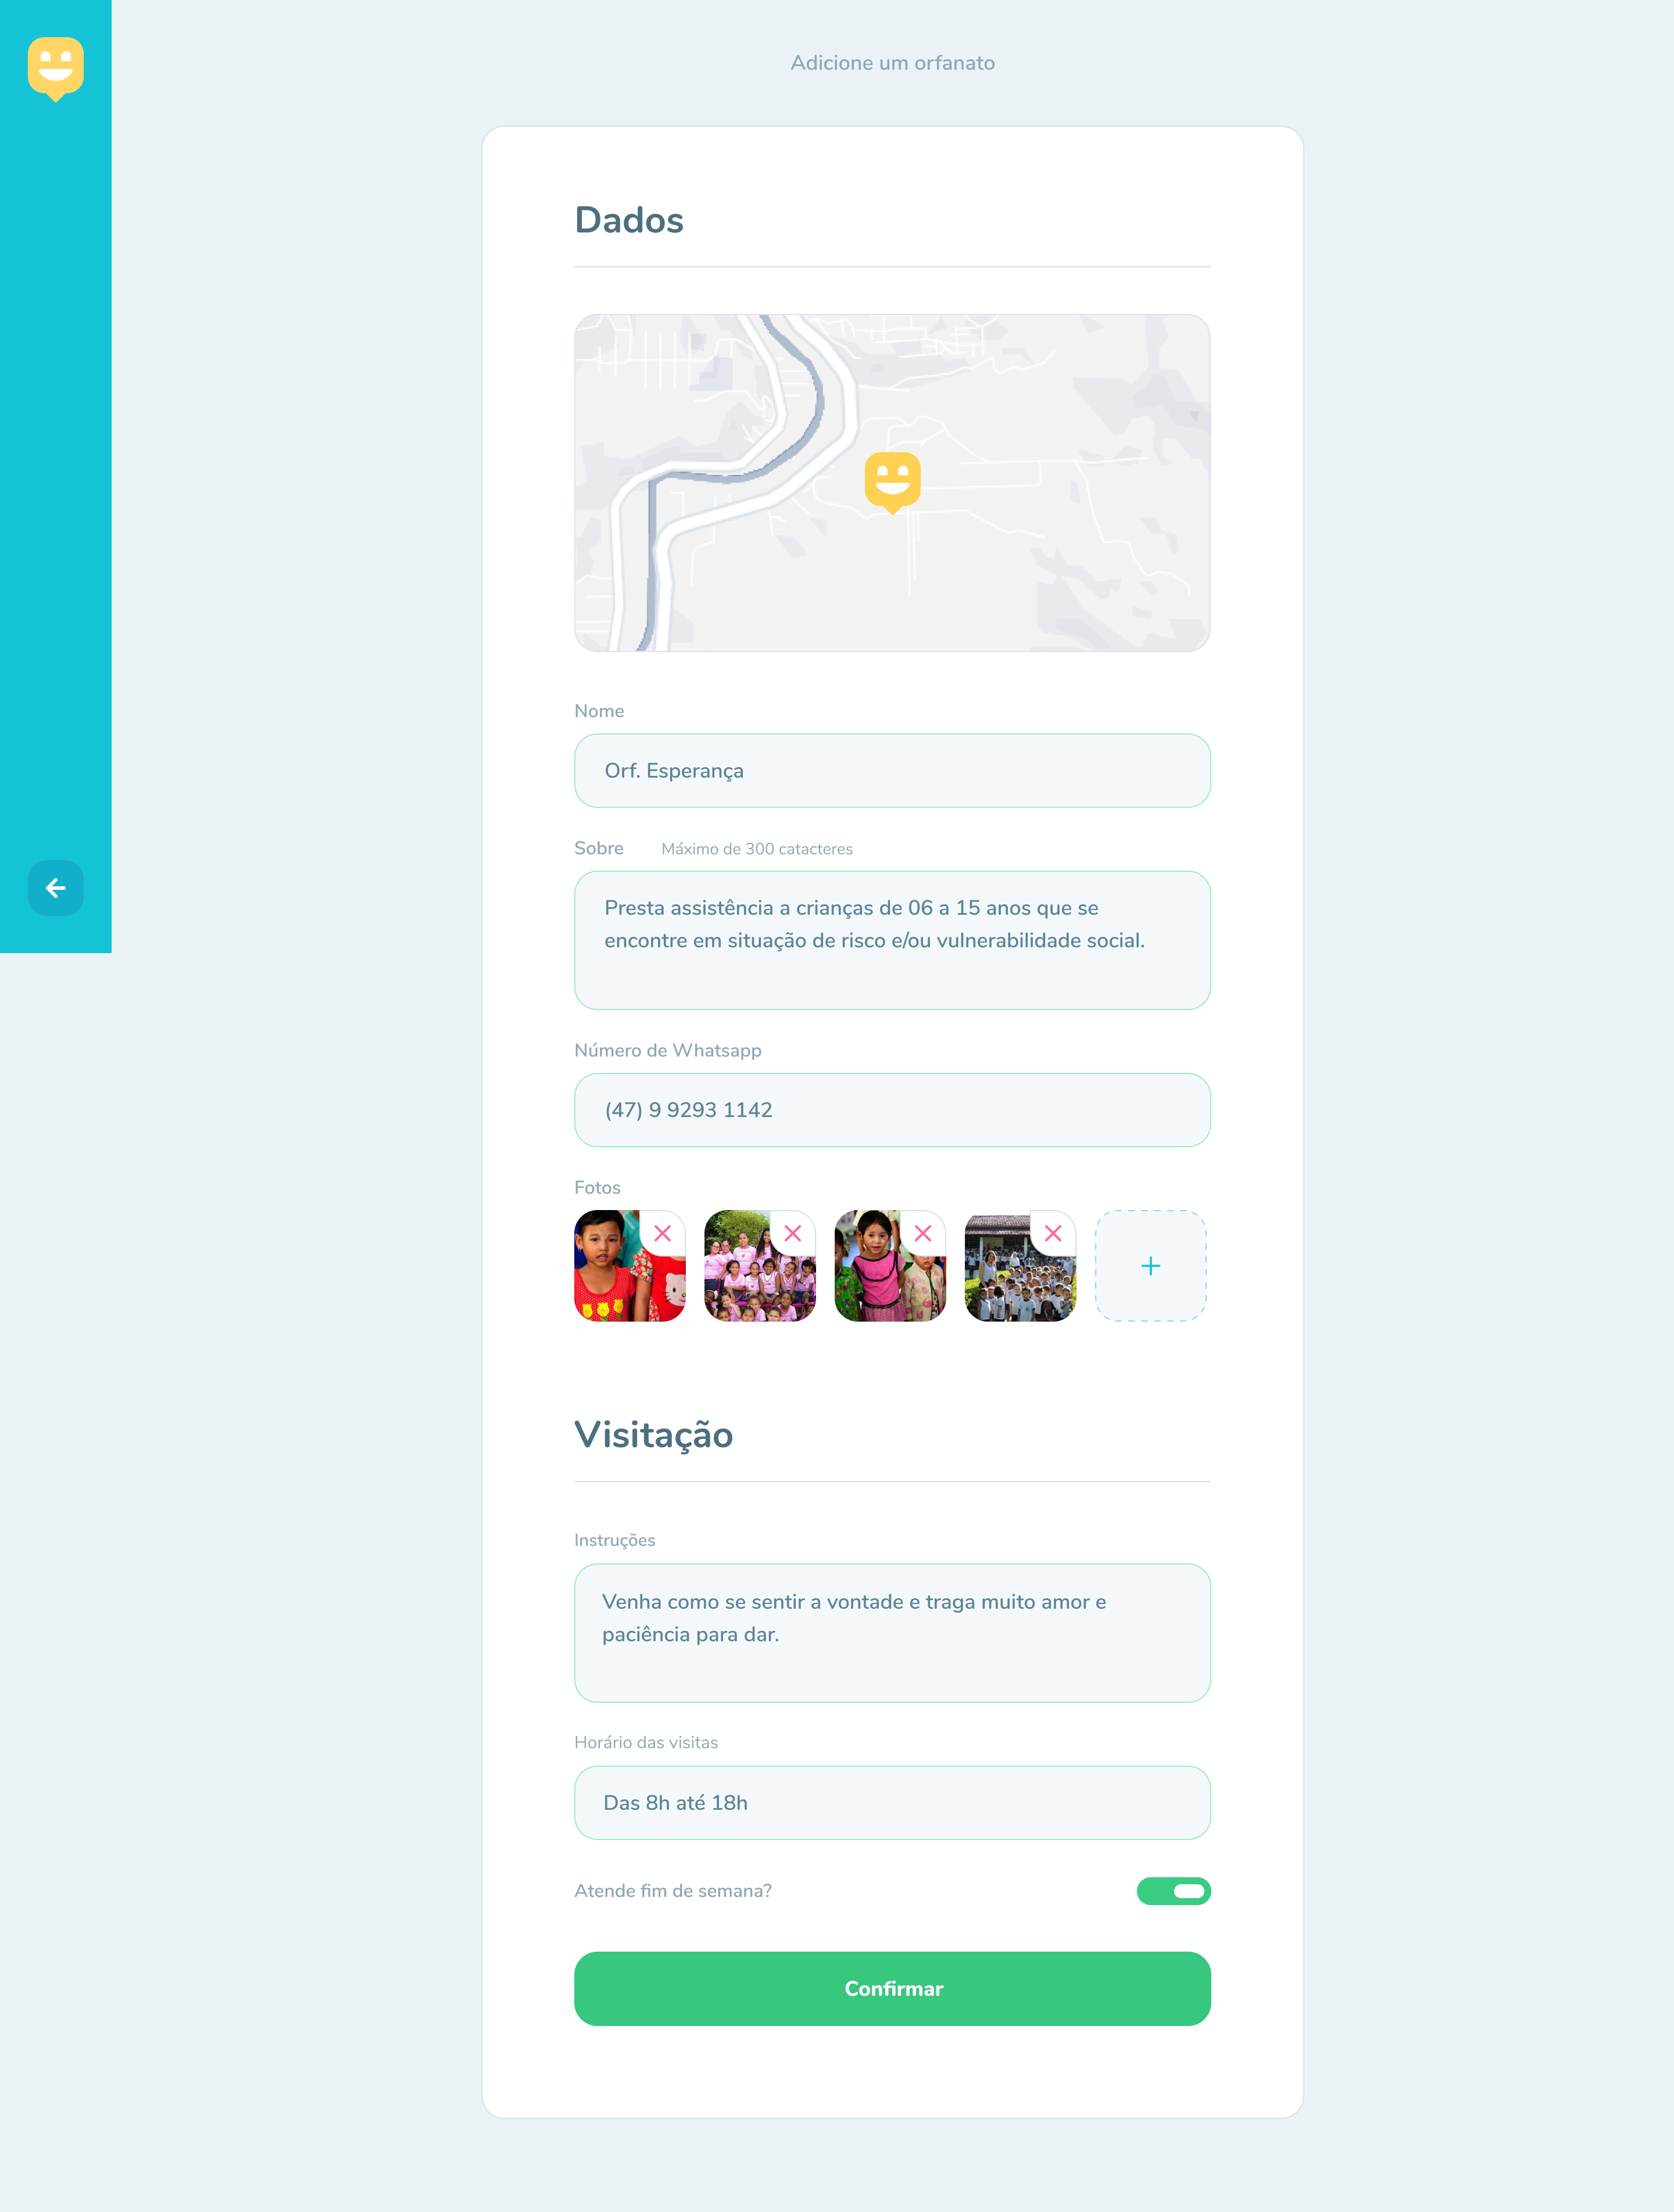 Adicione um orfanato
Dados
Nome
Orf. Esperança
Sobre Máximo de 300 catacteres
Presta assistência a crianças de 06 a 15 anos que se
encontre em situação de risco e/ou vulnerabilidade social.
Número de Whatsapp
(47) 9 9293 1142
Fotos
Visitação
Instruções
Venha como se sentir a vontade e traga muito amor e
paciência para dar.
Horário das visitas
Das 8h até 18h
Atende fim de semana?
Confirmar